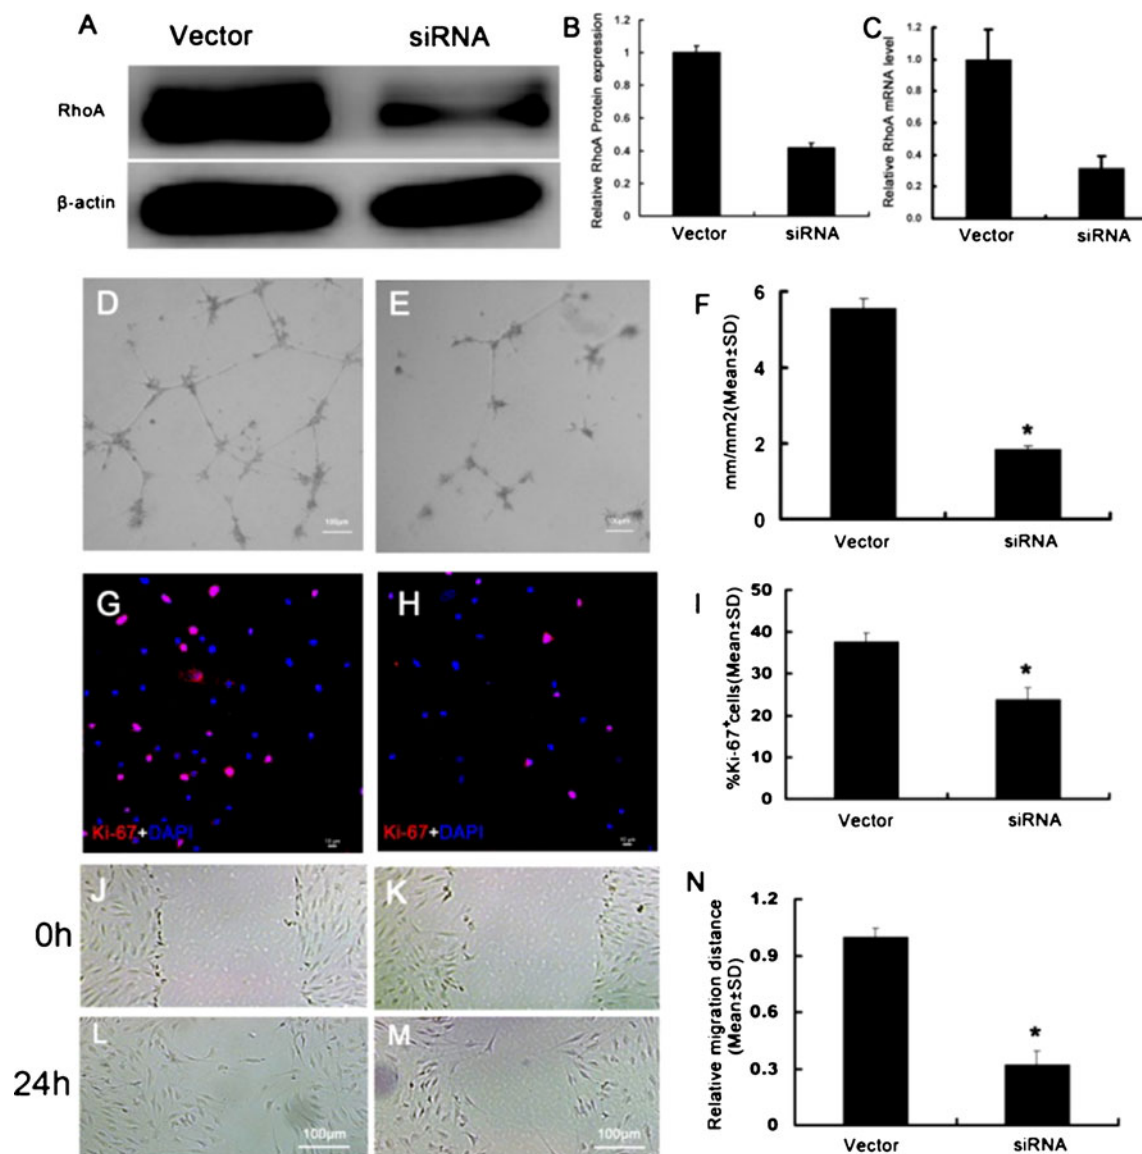 A
Vector
siRNA
RhoA
β-actin
B
Relative RhoA Protein expression
1.2
1
0.8
0.6
0.4
0.2
0
Vector
siRNA
C
Relative RhoA mRNA level
1.2
1.0
0.8
0.6
0.4
0.2
0.0
Vector
siRNA
D
100μm
E
100μm
F
mm/mm2(Mean±SD)
6
4
2
0
*
Vector
siRNA
G
Ki-67+DAPI
H
Ki-67+DAPI
I
%Ki-67+cells(Mean±SD)
50
40
30
20
10
0
*
Vector
siRNA
0h
J
K
24h
L
100μm
M
100μm
N
Relative migration distance
(Mean±SD)
1.2
0.9
0.6
0.3
0
*
Vector
siRNA